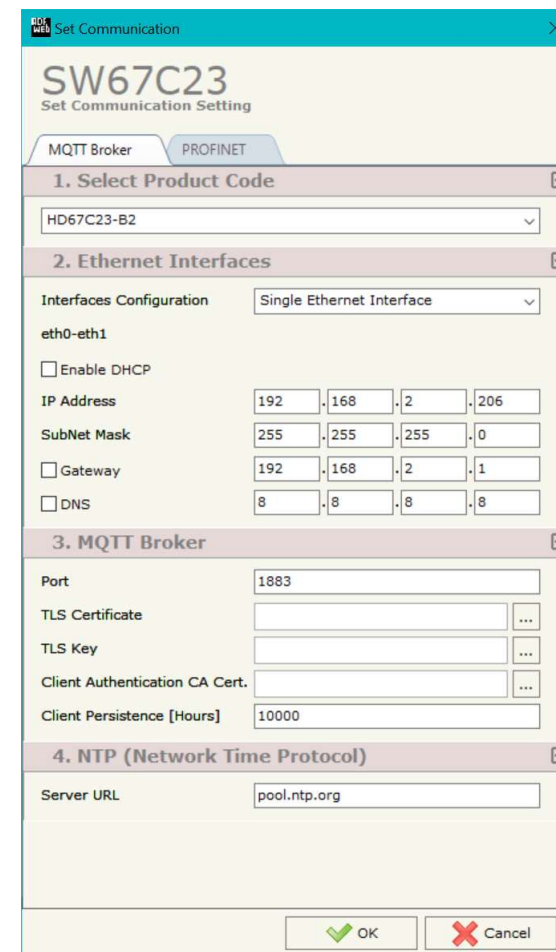 ADF
web Set Communication
SW67C23
Set Communication Setting
MQTT Broker PROFINET
1. Select Product Code
HD67C23-B2
2. Ethernet Interfaces
Interfaces Configuration Single Ethernet Interface
eth0-eth1
Enable DHCP
IP Address 192 . 168 . 2 . 206
SubNet Mask 255 . 255 . 255 . 0
Gateway 192 . 168 . 2 . 1
DNS 8 . 8 . 8 . 8
3. MQTT Broker
Port 1883
TLS Certificate ...
TLS Key ...
Client Authentication CA Cert. ...
Client Persistence [Hours] 10000
4. NTP (Network Time Protocol)
Server URL pool.ntp.org
OK Cancel